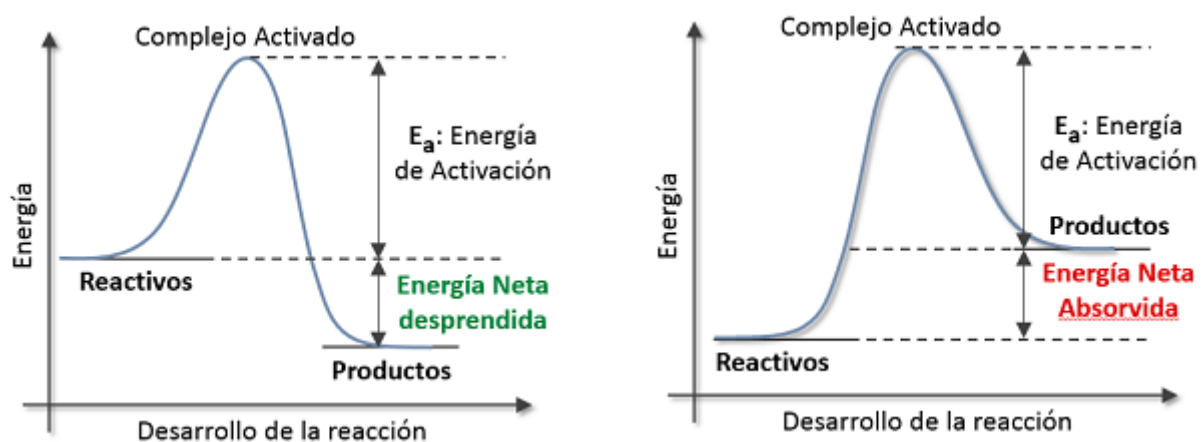 Complejo Activado
Eₐ: Energía
de Activación
Energía
Reactivos
Energía Neta
desprendida
Productos
Desarrollo de la reacción
Complejo Activado
Eₐ: Energía
de Activación
Energía
Productos
Energía Neta
Absorvida
Reactivos
Desarrollo de la reacción